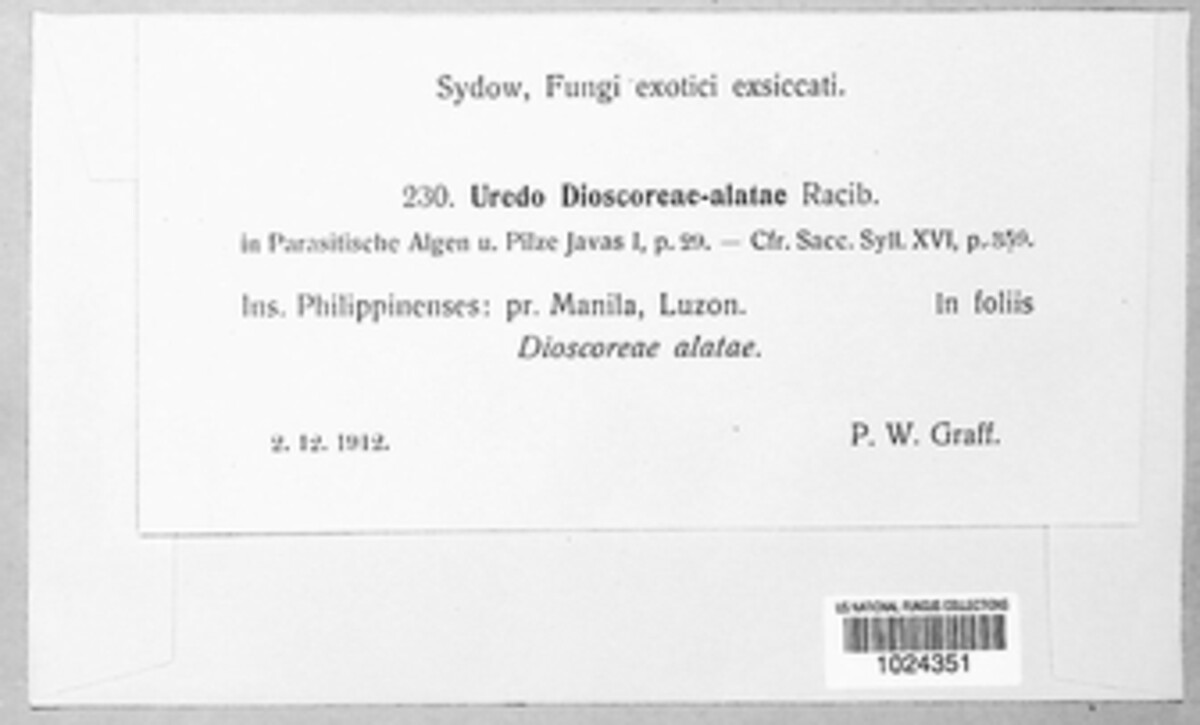 Sydow, Fungi exotici exsiccati.
230. Uredo Dioscoreae-alatae Racib.
in Parasitische Algen u. Pilze Javas I, p. 29. — Cfr. Sacc. Syll. XVI, p.
Ins. Philippinenses: pr. Manila, Luzon. In foliis
Dioscoreae alatae.
2. 12. 1912. P. W. Graff.
US NATIONAL FUNGUS COLLECTIONS
1024351